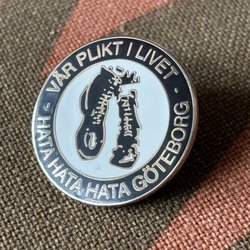 VÅR PLIKT I LIVET
HATA HATA HATA GÖTEBORG